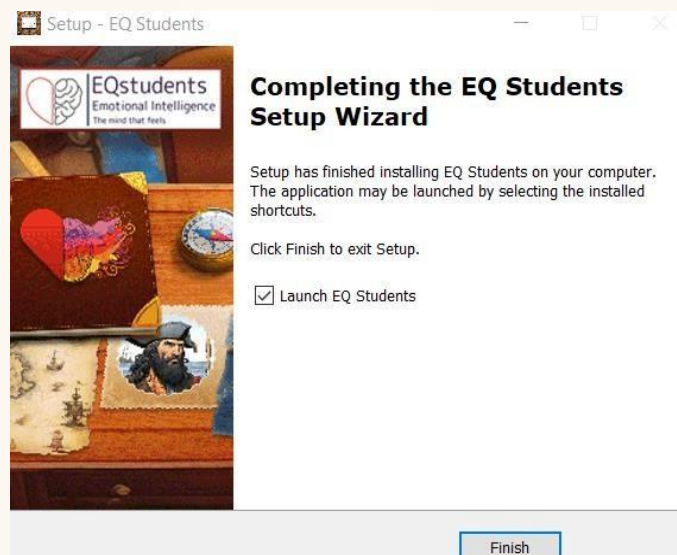 Setup - EQ Students
EQstudents
Emotional Intelligence
The mind that feels
Completing the EQ Students
Setup Wizard
Setup has finished installing EQ Students on your computer.
The application may be launched by selecting the installed
shortcuts.
Click Finish to exit Setup.
Launch EQ Students
Finish